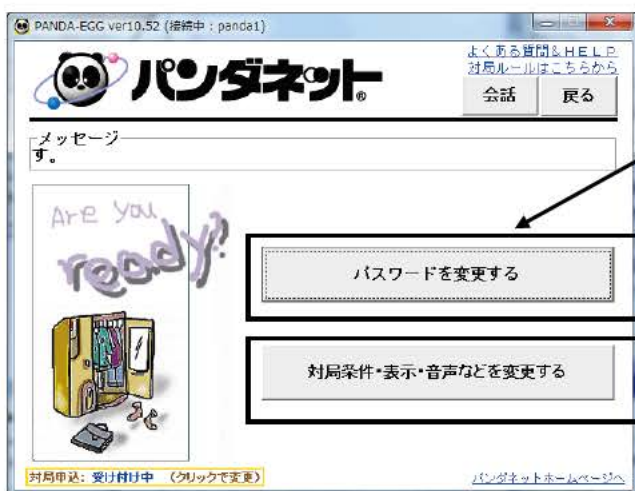 PANDA-EGG ver10.52 (接続中 : panda1)
パンダネット®
よくある質問&HELP
対局ルールはこちらから
会話
戻る
メッセージ
す。
Are you
ready?
パスワードを変更する
対局条件・表示・音声などを変更する
対局申込: 受け付け中 (クリックで変更)
パンダネットホームページへ